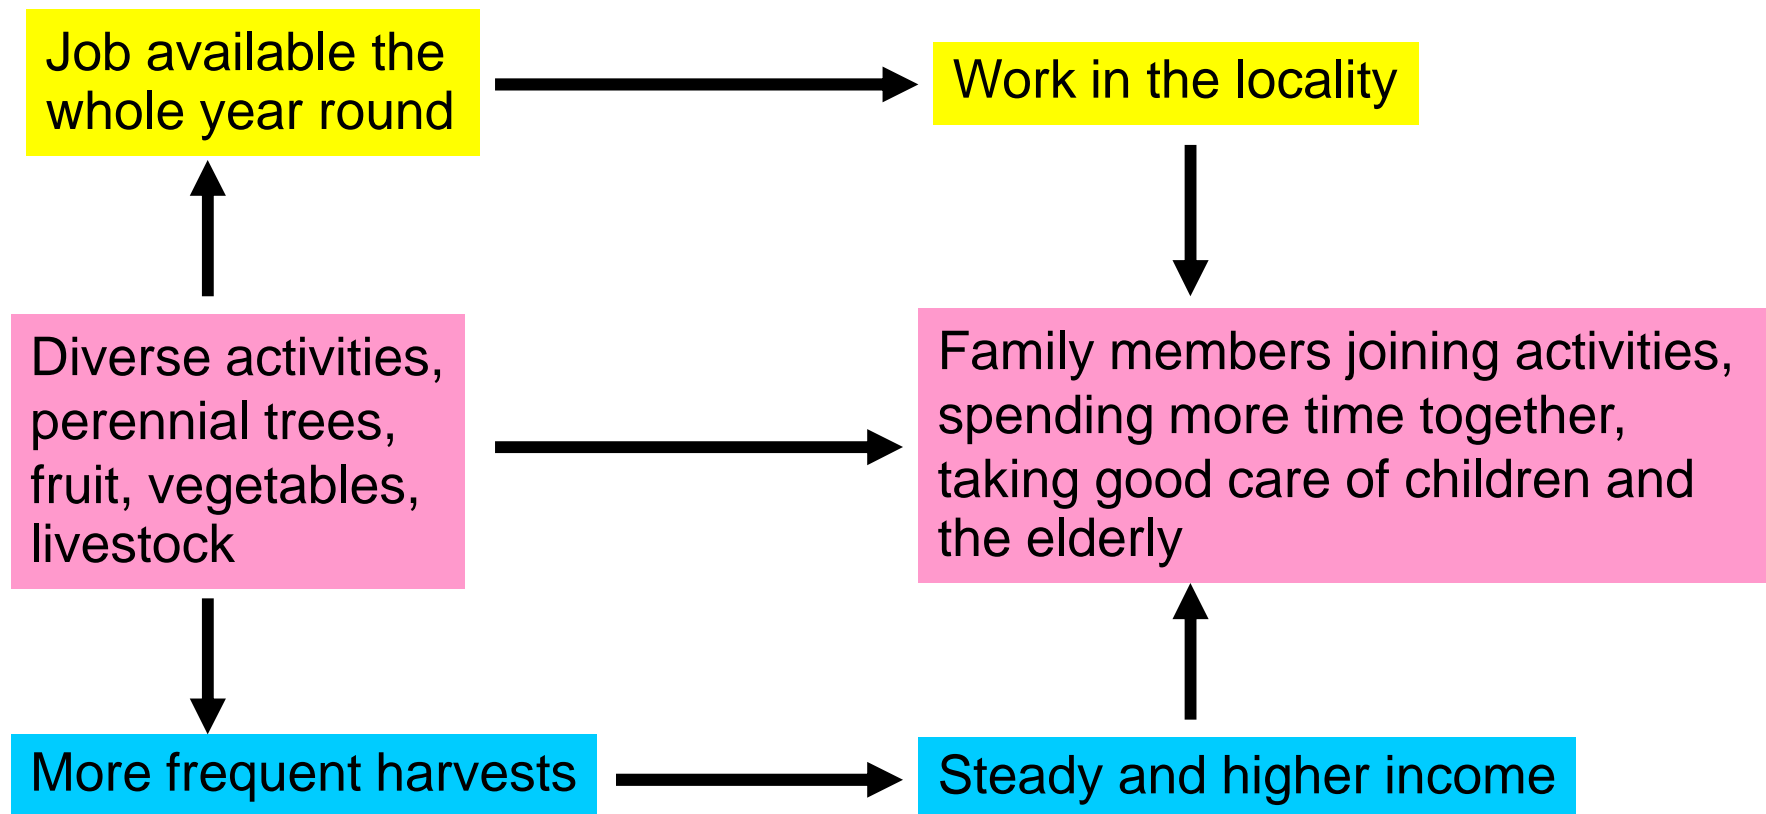 Job available the
whole year round
Work in the locality
Diverse activities,
perennial trees,
fruit, vegetables,
livestock
Family members joining activities,
spending more time together,
taking good care of children and
the elderly
More frequent harvests
Steady and higher income